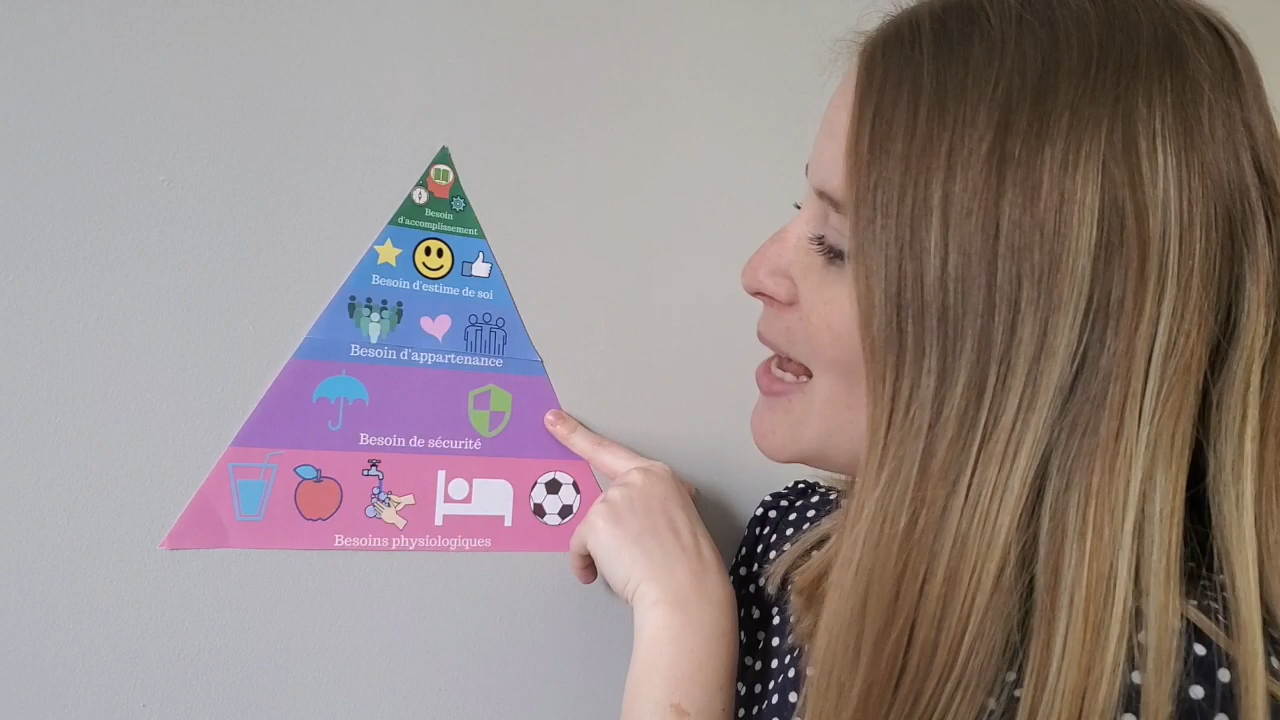 Besoin
d'accomplissement
Besoin d'estime de soi
Besoin d'appartenance
Besoin de sécurité
Besoins physiologiques